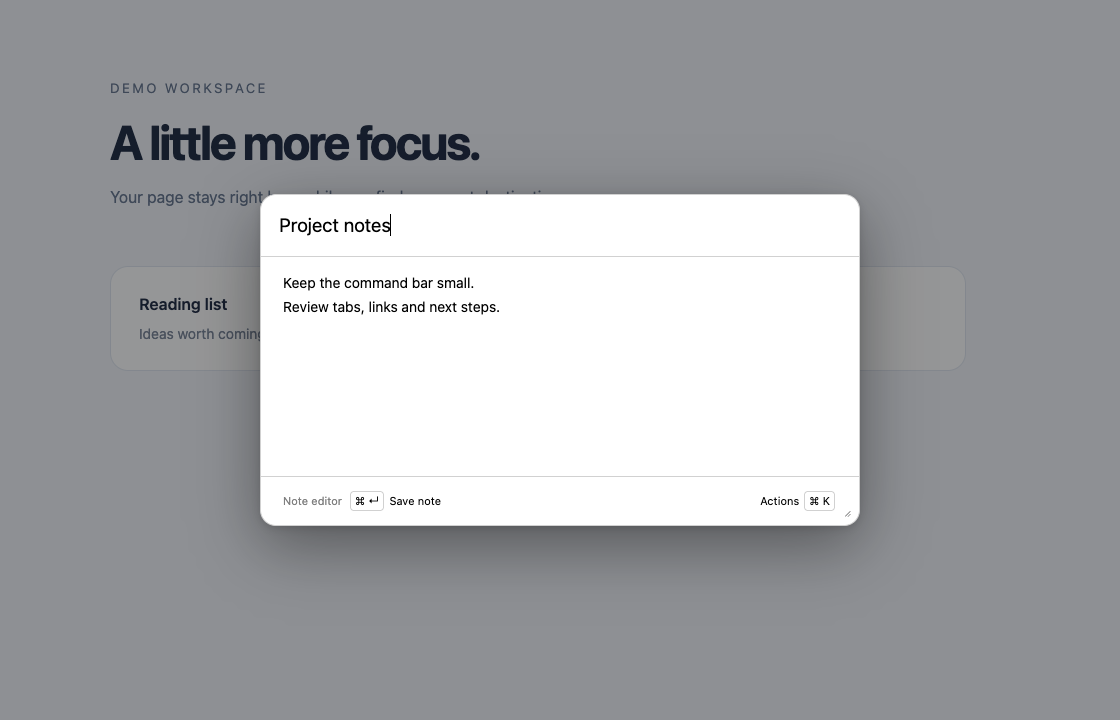 DEMO WORKSPACE
A little more focus.
Your page stays right
Project notes
Reading list
Ideas worth coming
Keep the command bar small.
Review tabs, links and next steps.
Note editor ⌘ ↵ Save note Actions ⌘ K